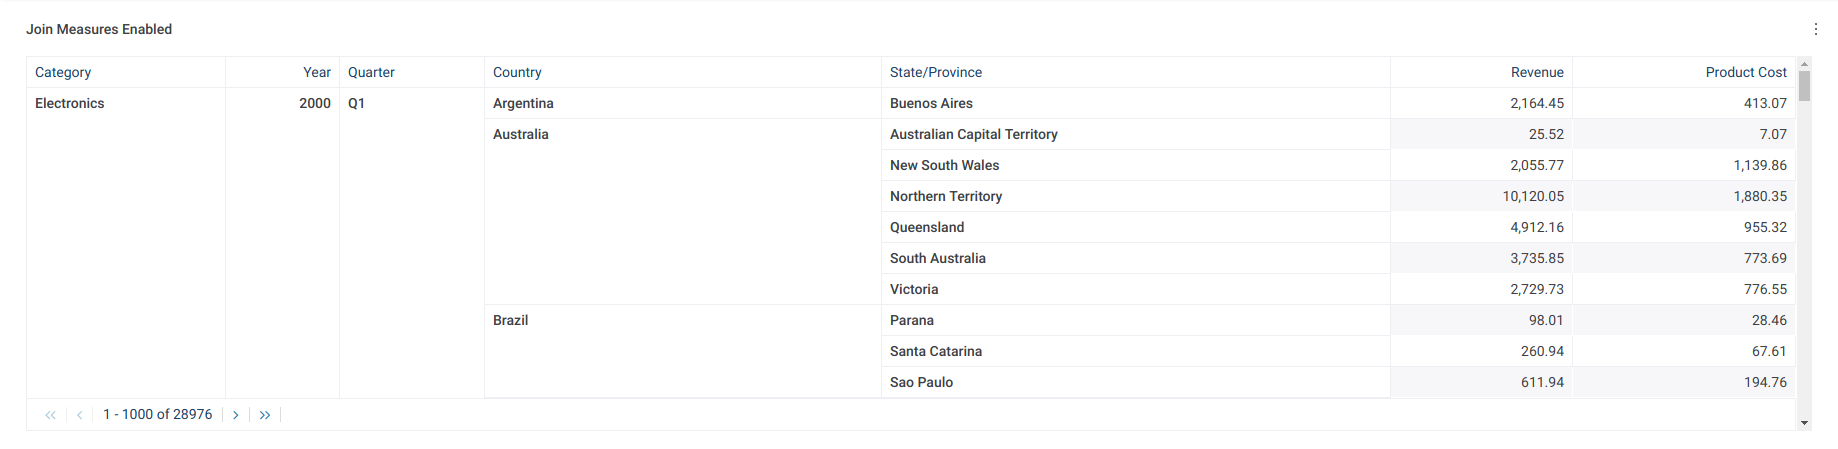 Join Measures Enabled
Category Year Quarter Country State/Province Revenue Product Cost
Electronics 2000 Q1 Argentina Buenos Aires 2,164.45 413.07
Australia Australian Capital Territory 25.52 7.07
New South Wales 2,055.77 1,139.86
Northern Territory 10,120.05 1,880.35
Queensland 4,912.16 955.32
South Australia 3,735.85 773.69
Victoria 2,729.73 776.55
Brazil Parana 98.01 28.46
Santa Catarina 260.94 67.61
Sao Paulo 611.94 194.76
1 - 1000 of 28976